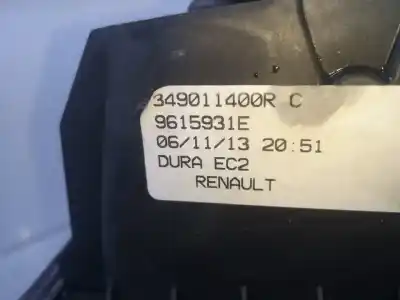 349011400R C
9615931E
06/11/13 20:51
DURA EC2
RENAULT